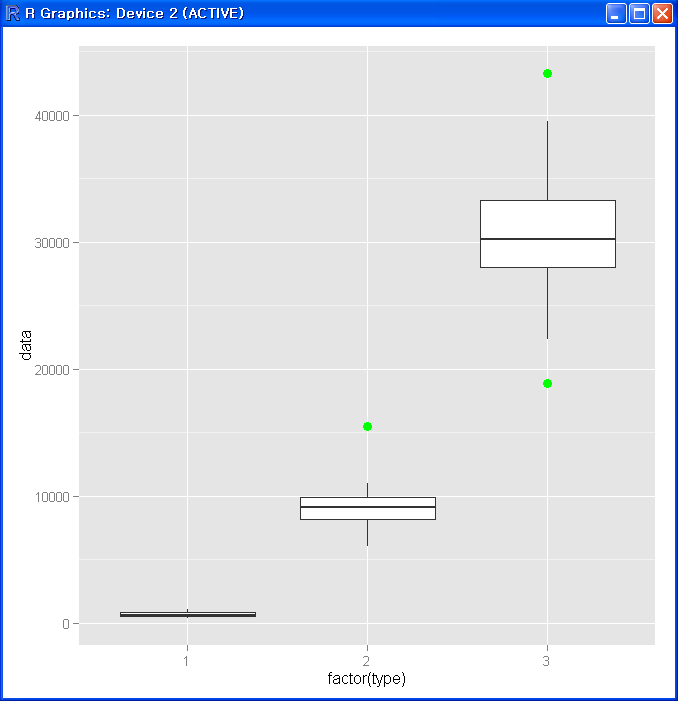 R Graphics: Device 2 (ACTIVE)
40000
30000
20000
10000
0
data
1 2 3
factor(type)